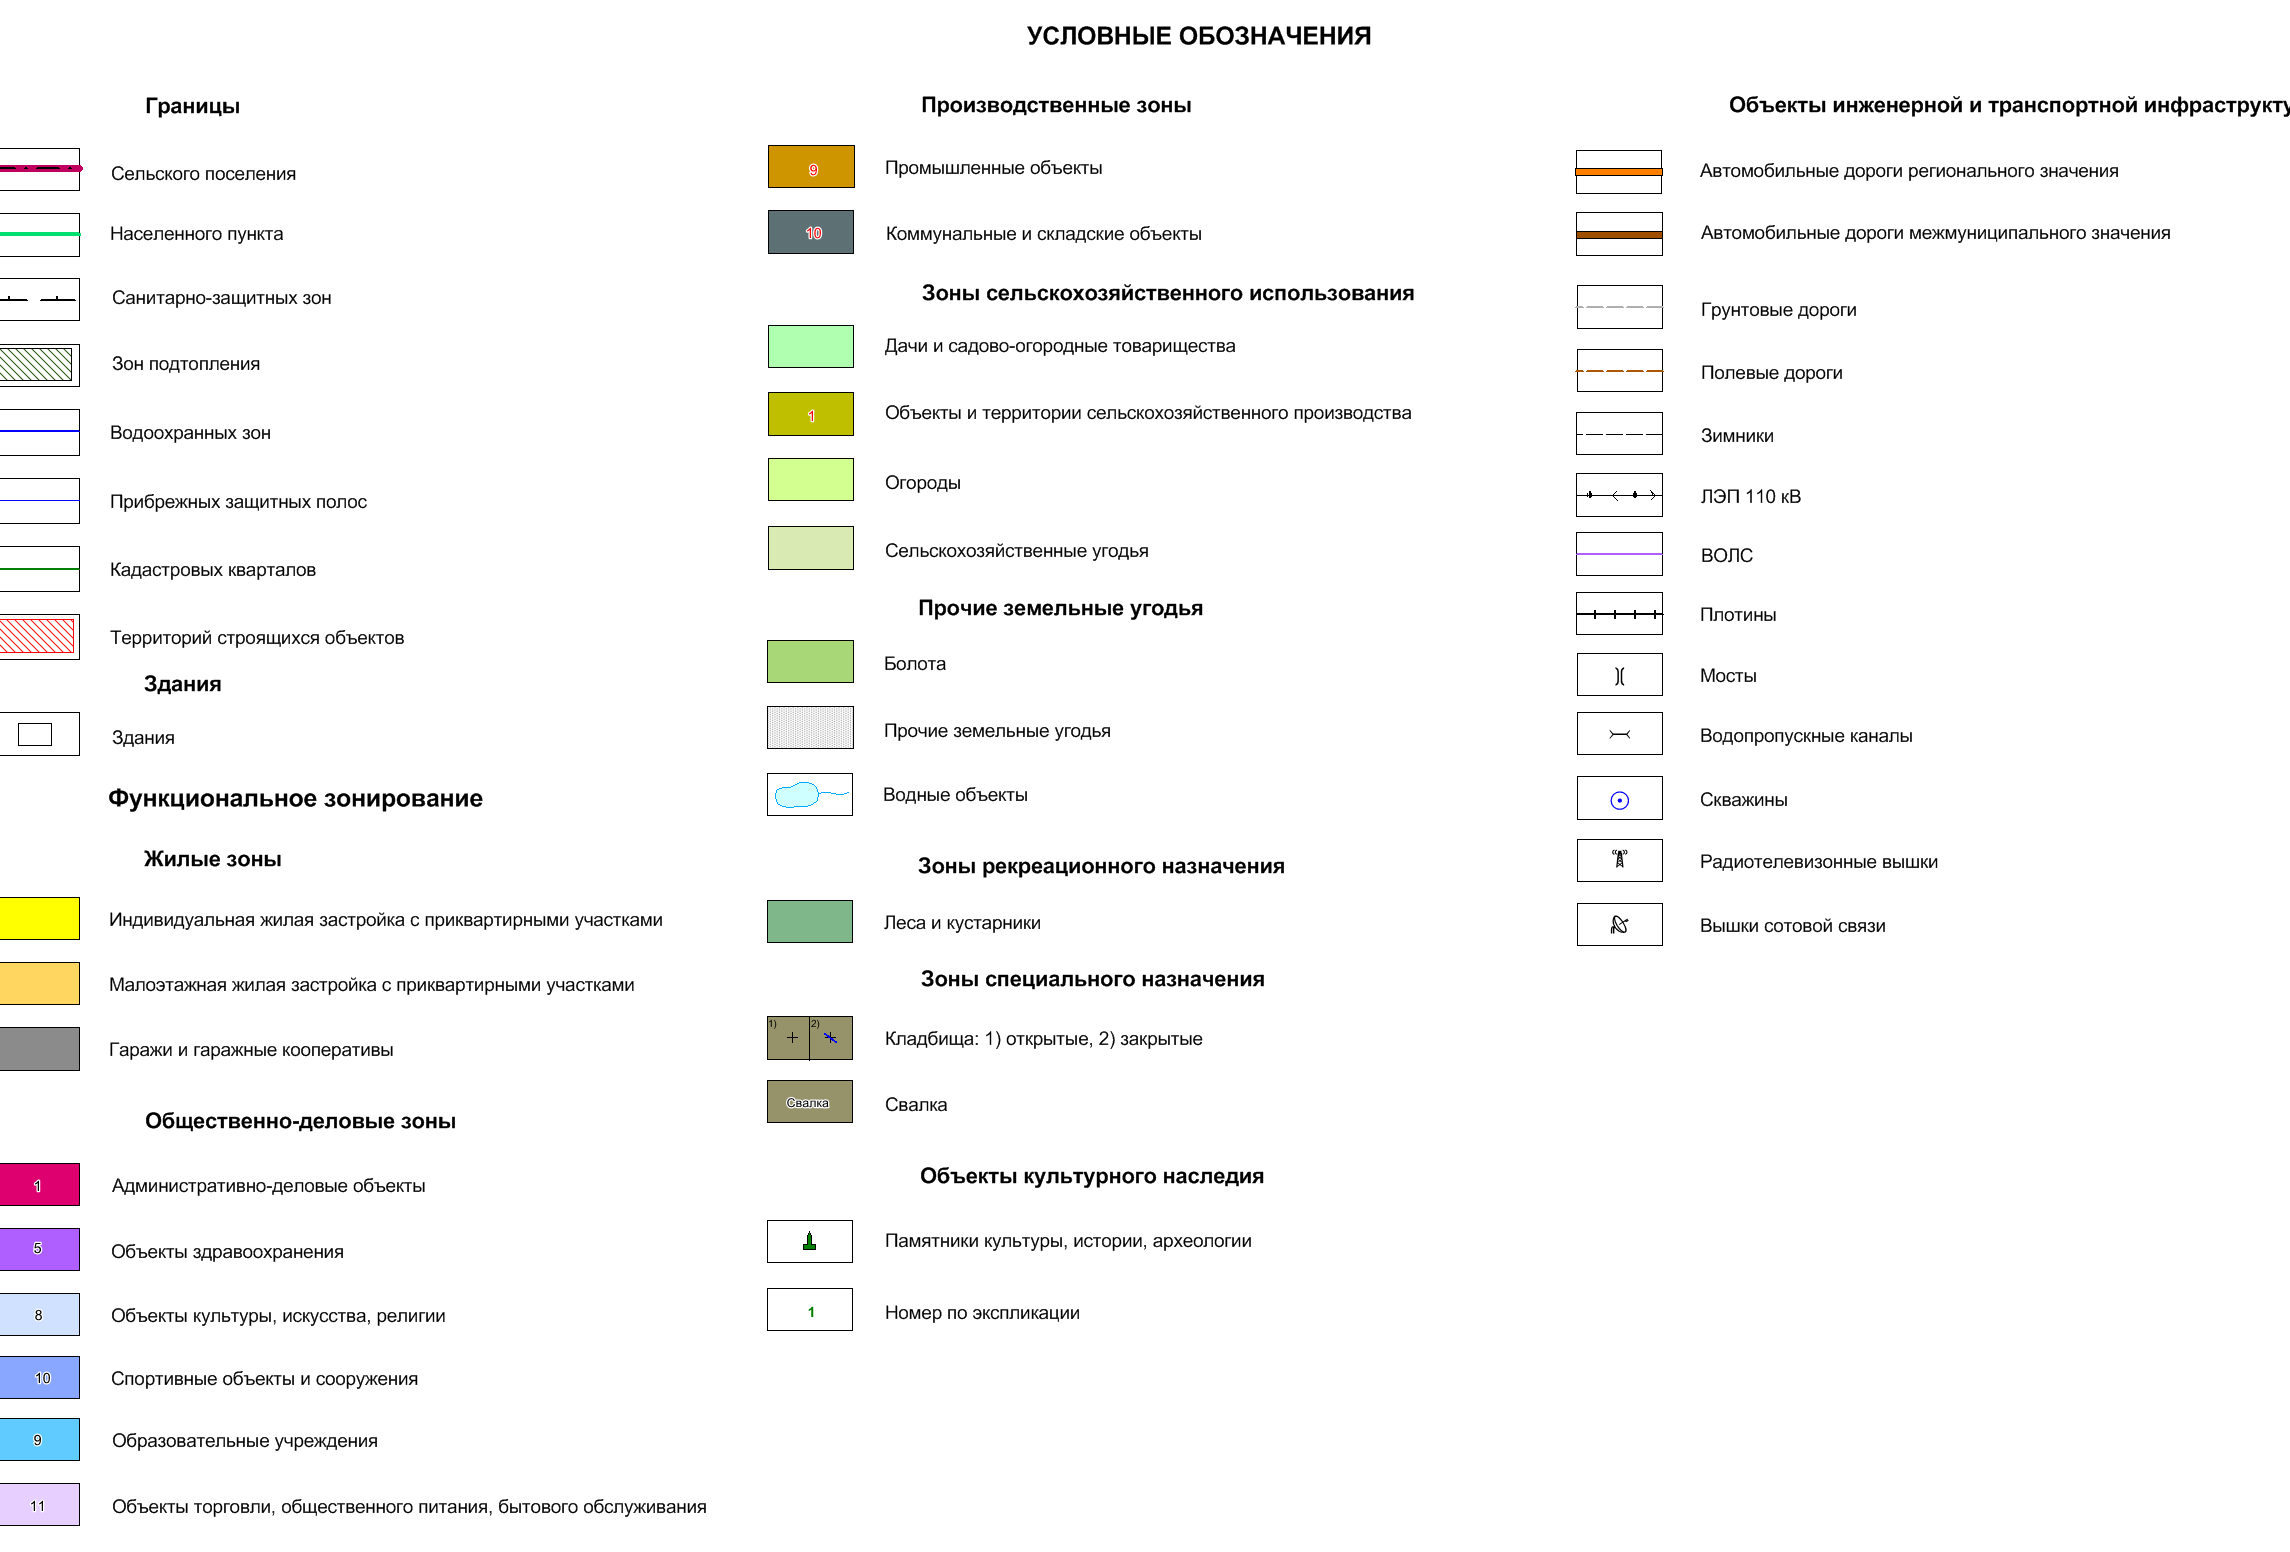 УСЛОВНЫЕ ОБОЗНАЧЕНИЯ
Границы
Сельского поселения
Населенного пункта
Санитарно-защитных зон
Зон подтопления
Водоохранных зон
Прибрежных защитных полос
Кадастровых кварталов
Территорий строящихся объектов
Здания
Здания
Функциональное зонирование
Жилые зоны
Индивидуальная жилая застройка с приквартирными участками
Малоэтажная жилая застройка с приквартирными участками
Гаражи и гаражные кооперативы
Общественно-деловые зоны
1 Административно-деловые объекты
5 Объекты здравоохранения
8 Объекты культуры, искусства, религии
10 Спортивные объекты и сооружения
9 Образовательные учреждения
11 Объекты торговли, общественного питания, бытового обслуживания
Производственные зоны
9 Промышленные объекты
10 Коммунальные и складские объекты
Зоны сельскохозяйственного использования
Дачи и садово-огородные товарищества
1 Объекты и территории сельскохозяйственного производства
Огороды
Сельскохозяйственные угодья
Прочие земельные угодья
Болота
Прочие земельные угодья
Водные объекты
Зоны рекреационного назначения
Леса и кустарники
Зоны специального назначения
1) 2) Кладбища: 1) открытые, 2) закрытые
Свалка Свалка
Объекты культурного наследия
Памятники культуры, истории, археологии
1 Номер по экспликации
Объекты инженерной и транспортной инфраструкту
Автомобильные дороги регионального значения
Автомобильные дороги межмуниципального значения
Грунтовые дороги
Полевые дороги
Зимники
ЛЭП 110 кВ
ВОЛС
Плотины
Мосты
Водопропускные каналы
Скважины
Радиотелевизонные вышки
Вышки сотовой связи